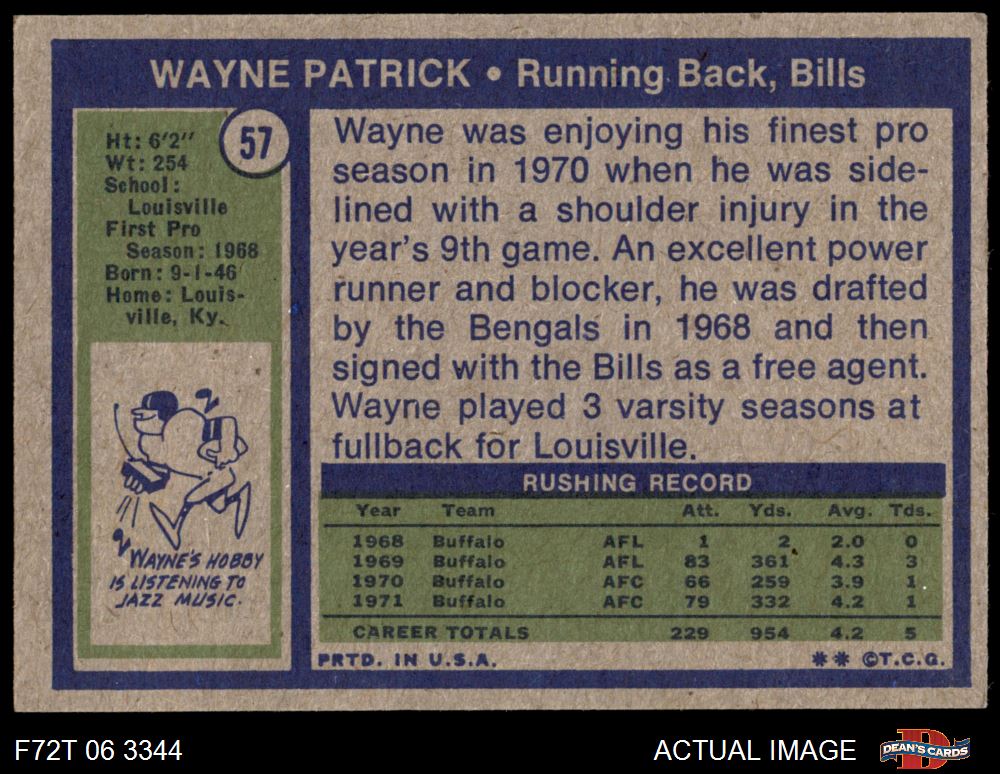 WAYNE PATRICK • Running Back, Bills
57
Ht: 6'2''
Wt: 254
School:
Louisville
First Pro
Season: 1968
Born: 9-1-46
Home: Louis-
ville, Ky.
WAYNE'S HOBBY
IS LISTENING TO
JAZZ MUSIC.
Wayne was enjoying his finest pro
season in 1970 when he was side-
lined with a shoulder injury in the
year's 9th game. An excellent power
runner and blocker, he was drafted
by the Bengals in 1968 and then
signed with the Bills as a free agent.
Wayne played 3 varsity seasons at
fullback for Louisville.
RUSHING RECORD
Year Team Att. Yds. Avg. Tds.
1968 Buffalo AFL 1 2 2.0 0
1969 Buffalo AFL 83 361 4.3 3
1970 Buffalo AFC 66 259 3.9 1
1971 Buffalo AFC 79 332 4.2 1
CAREER TOTALS 229 954 4.2 5
PRTD. IN U.S.A. ** ©T.C.G.
F72T 06 3344 ACTUAL IMAGE DEAN'S CARDS